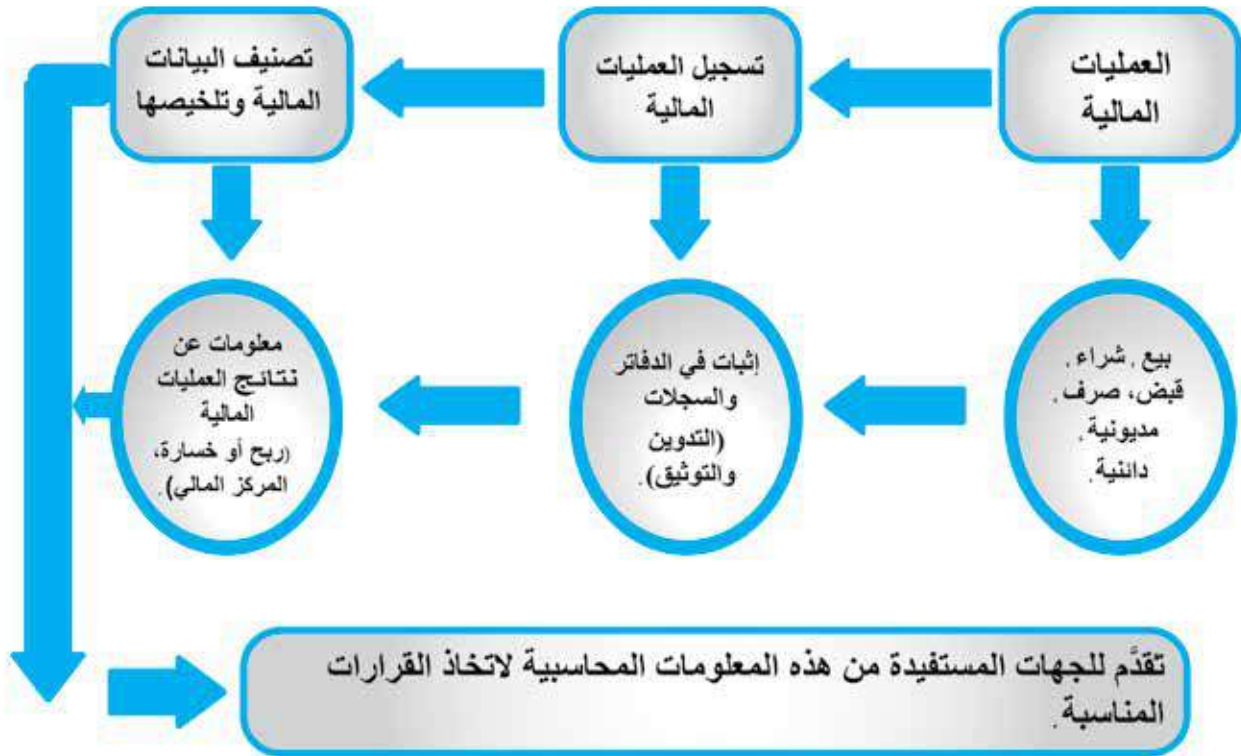 العمليات
المالية
تسجيل العمليات
المالية
تصنيف البيانات
المالية وتلخيصها
بيع , شراء ,
قبض، صرف ,
مديونية ,
دائنية.
إثبات في الدفاتر
والسجلات
(التدوين
والتوثيق).
معلومات عن
نتائج العمليات
المالية
(ربح أو خسارة،
المركز المالي).
تقدَّم للجهات المستفيدة من هذه المعلومات المحاسبية لاتخاذ القرارات
المناسبة.